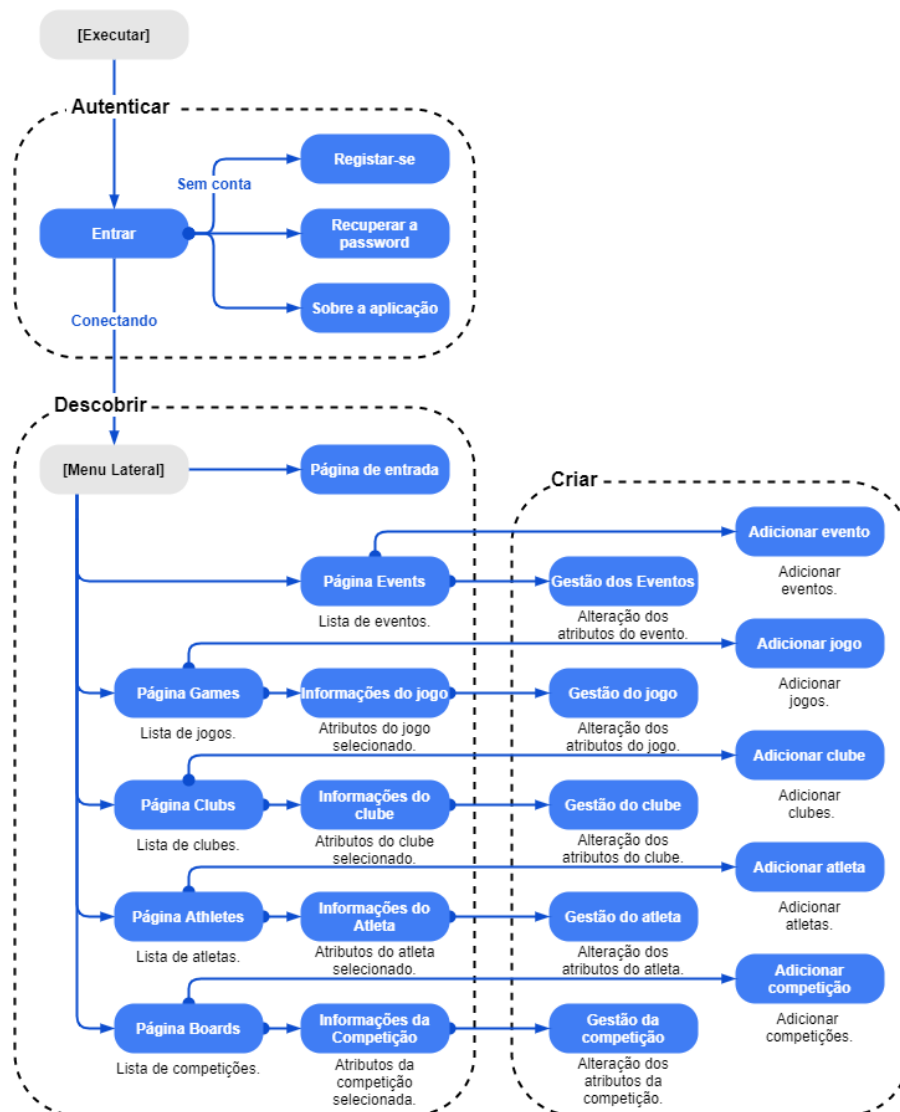 [Executar]
Autenticar
Registar-se
Sem conta
Entrar
Recuperar a
password
Sobre a aplicação
Conectando
Descobrir
[Menu Lateral]
Página de entrada
Criar
Adicionar evento
Adicionar
eventos.
Página Events
Lista de eventos.
Gestão dos Eventos
Alteração dos
atributos do evento.
Adicionar jogo
Adicionar
jogos.
Página Games
Lista de jogos.
Informações do jogo
Atributos do jogo
selecionado.
Gestão do jogo
Alteração dos
atributos do jogo.
Adicionar clube
Adicionar
clubes.
Página Clubs
Lista de clubes.
Informações do
clube
Atributos do clube
selecionado.
Gestão do clube
Alteração dos
atributos do clube.
Adicionar atleta
Adicionar
atletas.
Página Athletes
Lista de atletas.
Informações do
Atleta
Atributos do atleta
selecionado.
Gestão do atleta
Alteração dos
atributos do atleta.
Adicionar
competição
Adicionar
competições.
Página Boards
Lista de competições.
Informações da
Competição
Atributos da
competição
selecionada.
Gestão da
competição
Alteração dos
atributos da
competição.